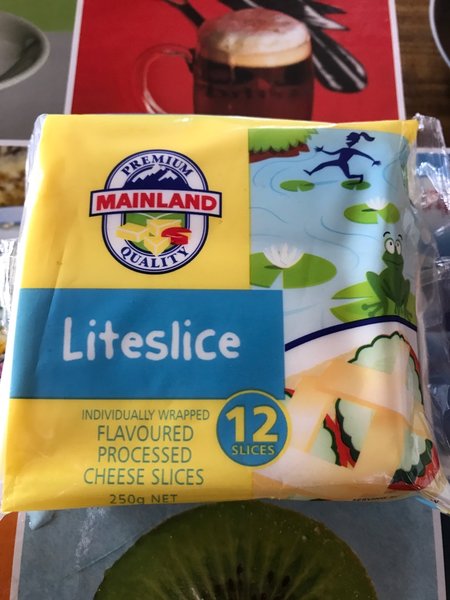 PREMIUM
MAINLAND
QUALITY
Liteslice
INDIVIDUALLY WRAPPED
FLAVOURED
PROCESSED
CHEESE SLICES
250g NET
12
SLICES